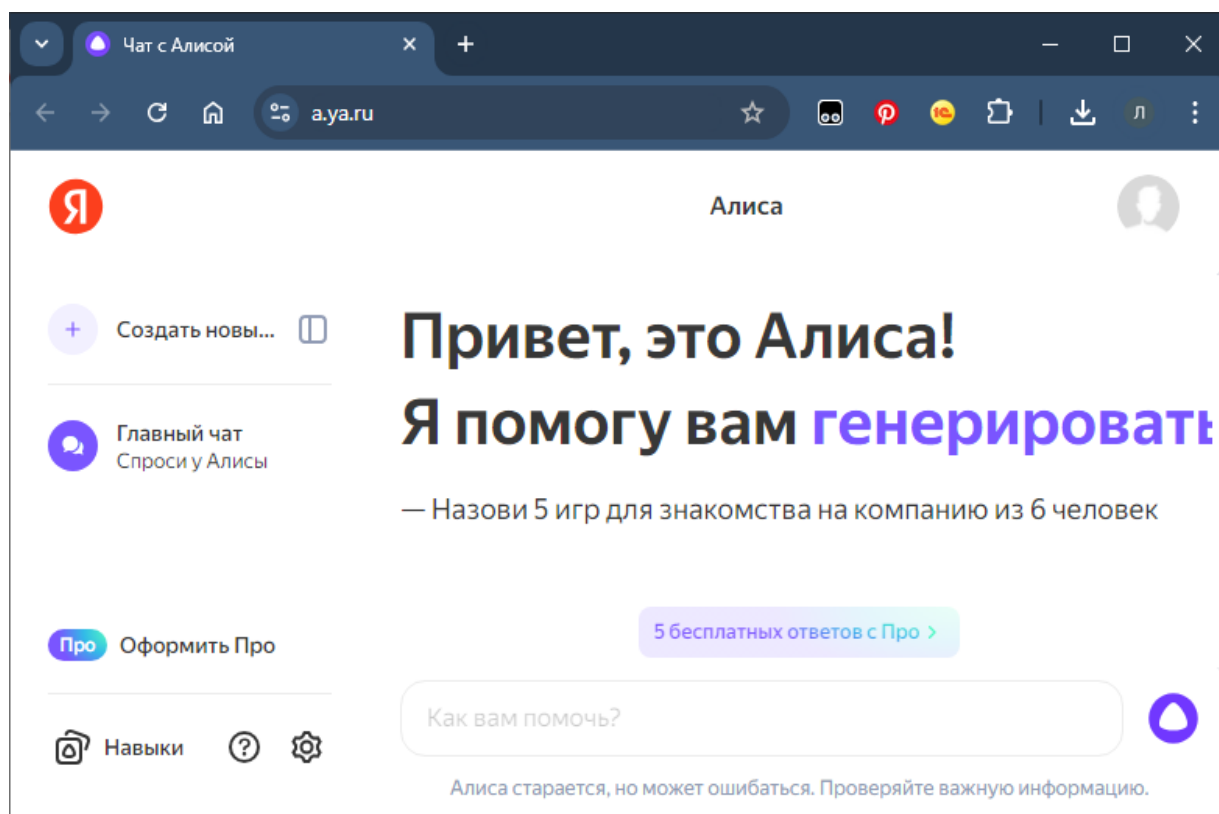 Чат с Алисой
a.ya.ru
1С
Л
Я
Алиса
Создать новы...
Привет, это Алиса!
Я помогу вам генерировать
Главный чат
Спроси у Алисы
— Назови 5 игр для знакомства на компанию из 6 человек
5 бесплатных ответов с Про >
Про Оформить Про
Как вам помочь?
Навыки
Алиса старается, но может ошибаться. Проверяйте важную информацию.